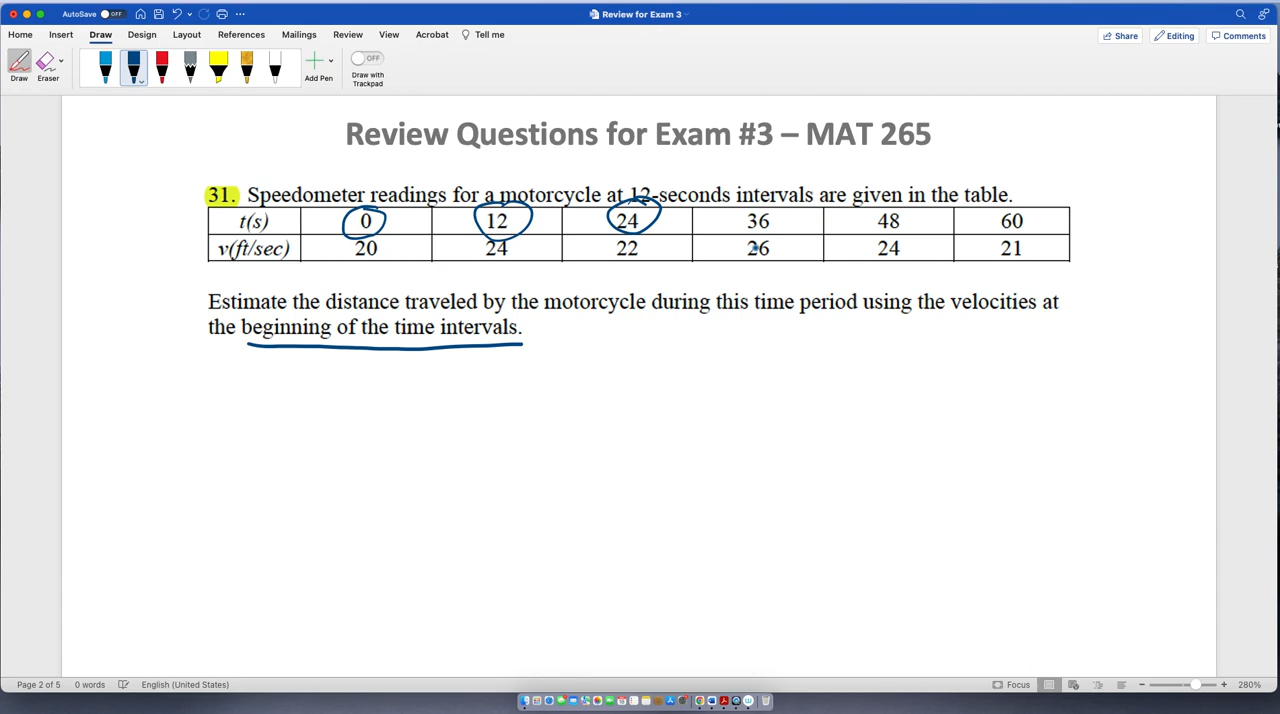 AutoSave OFF Review for Exam 3
Home Insert Draw Design Layout References Mailings Review View Acrobat Tell me Share Editing Comments
OFF
Draw Eraser Add Pen Draw with Trackpad
Review Questions for Exam #3 – MAT 265
31. Speedometer readings for a motorcycle at 12-seconds intervals are given in the table.
t(s) 0 12 24 36 48 60
v(ft/sec) 20 24 22 26 24 21
Estimate the distance traveled by the motorcycle during this time period using the velocities at
the beginning of the time intervals.
Page 2 of 5 0 words English (United States) Focus 280%